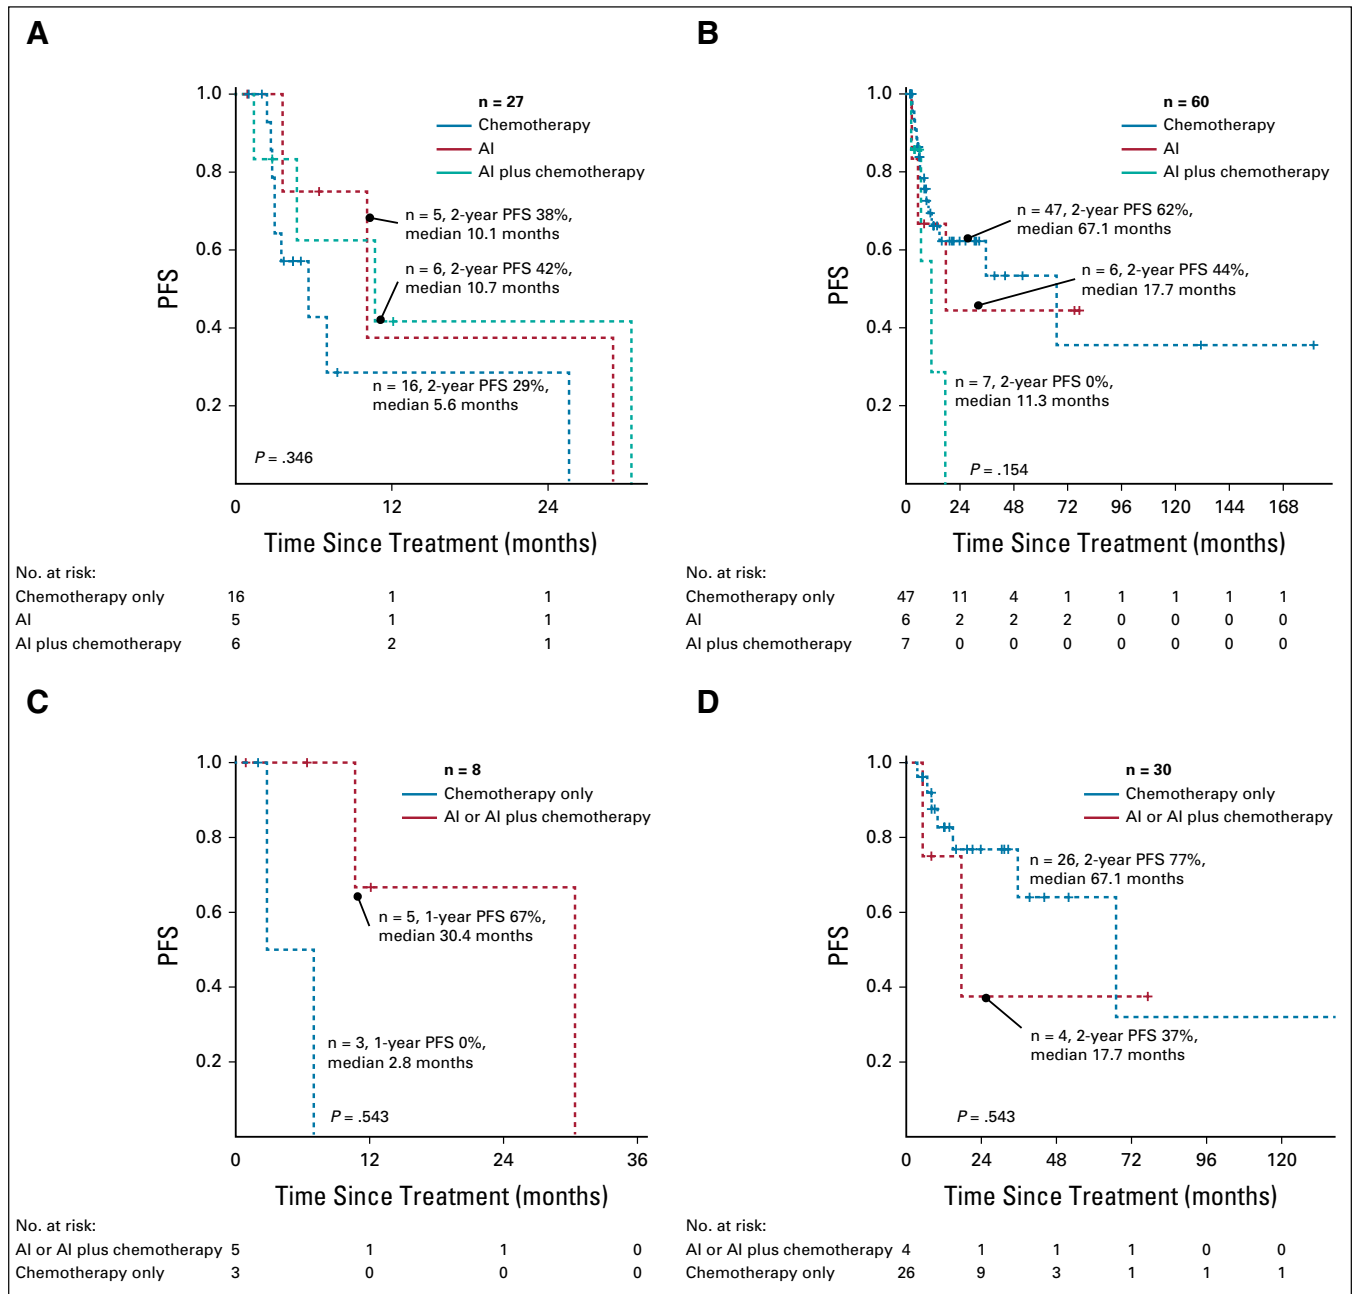 A
n = 27
Chemotherapy
AI
AI plus chemotherapy
PFS
1.0
0.8
0.6
0.4
0.2
n = 5, 2-year PFS 38%,
median 10.1 months
n = 6, 2-year PFS 42%,
median 10.7 months
n = 16, 2-year PFS 29%,
median 5.6 months
P = .346
0 12 24
Time Since Treatment (months)
No. at risk:
Chemotherapy only 16 1 1
AI 5 1 1
AI plus chemotherapy 6 2 1
B
n = 60
Chemotherapy
AI
AI plus chemotherapy
PFS
1.0
0.8
0.6
0.4
0.2
n = 47, 2-year PFS 62%,
median 67.1 months
n = 6, 2-year PFS 44%,
median 17.7 months
n = 7, 2-year PFS 0%,
median 11.3 months
P = .154
0 24 48 72 96 120 144 168
Time Since Treatment (months)
No. at risk:
Chemotherapy only 47 11 4 1 1 1 1 1
AI 6 2 2 2 0 0 0 0
AI plus chemotherapy 7 0 0 0 0 0 0 0
C
n = 8
Chemotherapy only
AI or AI plus chemotherapy
PFS
1.0
0.8
0.6
0.4
0.2
n = 5, 1-year PFS 67%,
median 30.4 months
n = 3, 1-year PFS 0%,
median 2.8 months
P = .543
0 12 24 36
Time Since Treatment (months)
No. at risk:
AI or AI plus chemotherapy 5 1 1 0
Chemotherapy only 3 0 0 0
D
n = 30
Chemotherapy only
AI or AI plus chemotherapy
PFS
1.0
0.8
0.6
0.4
0.2
n = 26, 2-year PFS 77%,
median 67.1 months
n = 4, 2-year PFS 37%,
median 17.7 months
P = .543
0 24 48 72 96 120
Time Since Treatment (months)
No. at risk:
AI or AI plus chemotherapy 4 1 1 1 0 0
Chemotherapy only 26 9 3 1 1 1